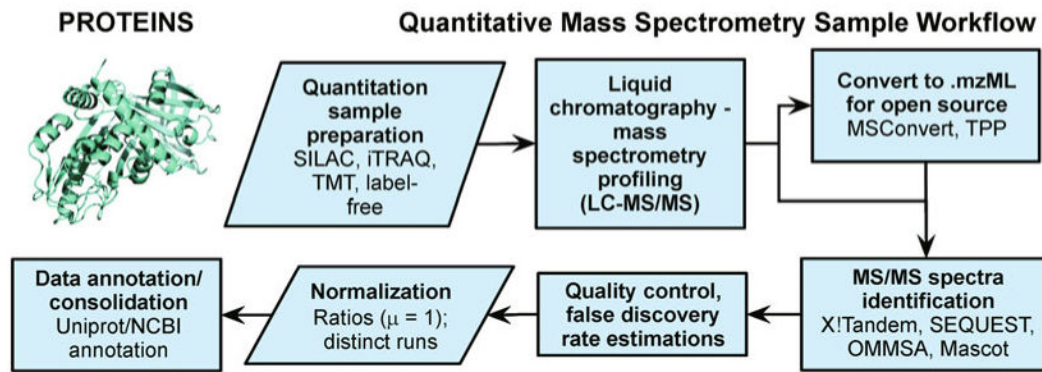 PROTEINS
Quantitative Mass Spectrometry Sample Workflow
Quantitation
sample
preparation
SILAC, iTRAQ,
TMT, label-
free
Liquid
chromatography -
mass
spectrometry
profiling
(LC-MS/MS)
Convert to .mzML
for open source
MSConvert, TPP
MS/MS spectra
identification
X!Tandem, SEQUEST,
OMMSA, Mascot
Quality control,
false discovery
rate estimations
Normalization
Ratios (μ = 1);
distinct runs
Data annotation/
consolidation
Uniprot/NCBI
annotation